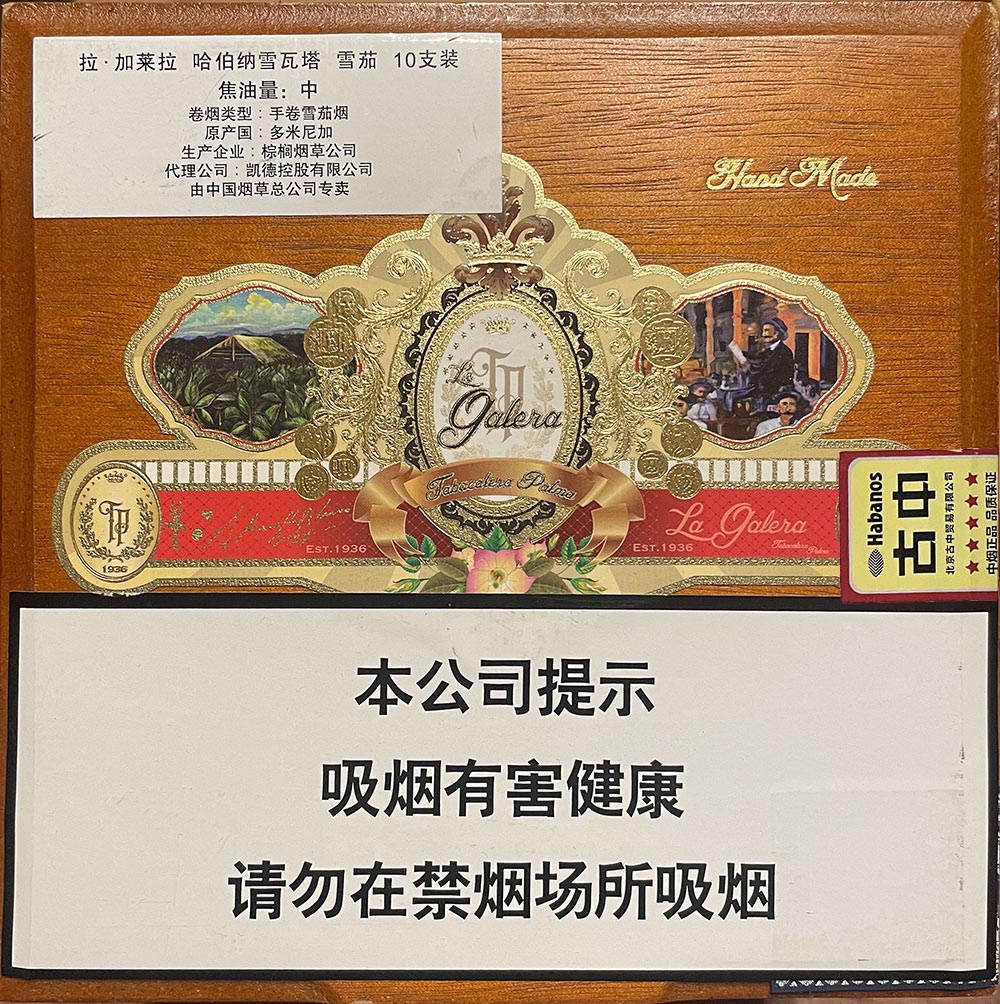 拉·加莱拉 哈伯纳雪瓦塔 雪茄 10支装
焦油量：中
卷烟类型：手卷雪茄烟
原产国：多米尼加
生产企业：棕榈烟草公司
代理公司：凯德控股有限公司
由中国烟草总公司专卖
Hand Made
TP
La
galera
Tabacalera Palma
EST.1936
EST.1936
La Galera
Tabacalera Palma
TP
1936
Habanos
古中
北京古中贸易有限公司
中烟正品 品质保证
本公司提示
吸烟有害健康
请勿在禁烟场所吸烟